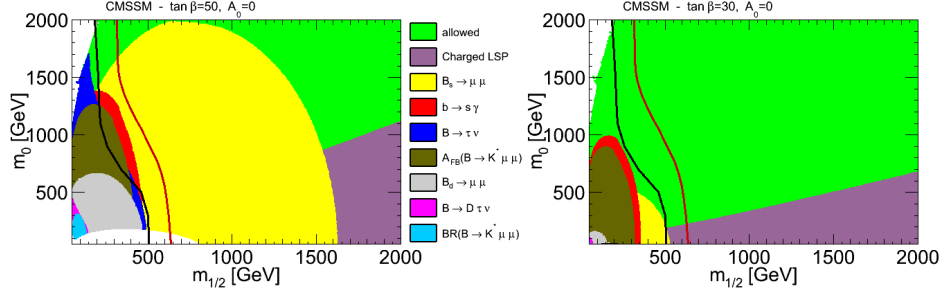 CMSSM - tan β=50, A₀=0
2000
1500
1000
500
m₀ [GeV]
500 1000 1500 2000
m₁/₂ [GeV]
allowed
Charged LSP
Bₛ → μ μ
b → s γ
B → τ ν
A_FB(B → K* μ μ)
B_d → μ μ
B → D τ ν
BR(B → K* μ μ)
CMSSM - tan β=30, A₀=0
2000
1500
1000
500
m₀ [GeV]
500 1000 1500 2000
m₁/₂ [GeV]